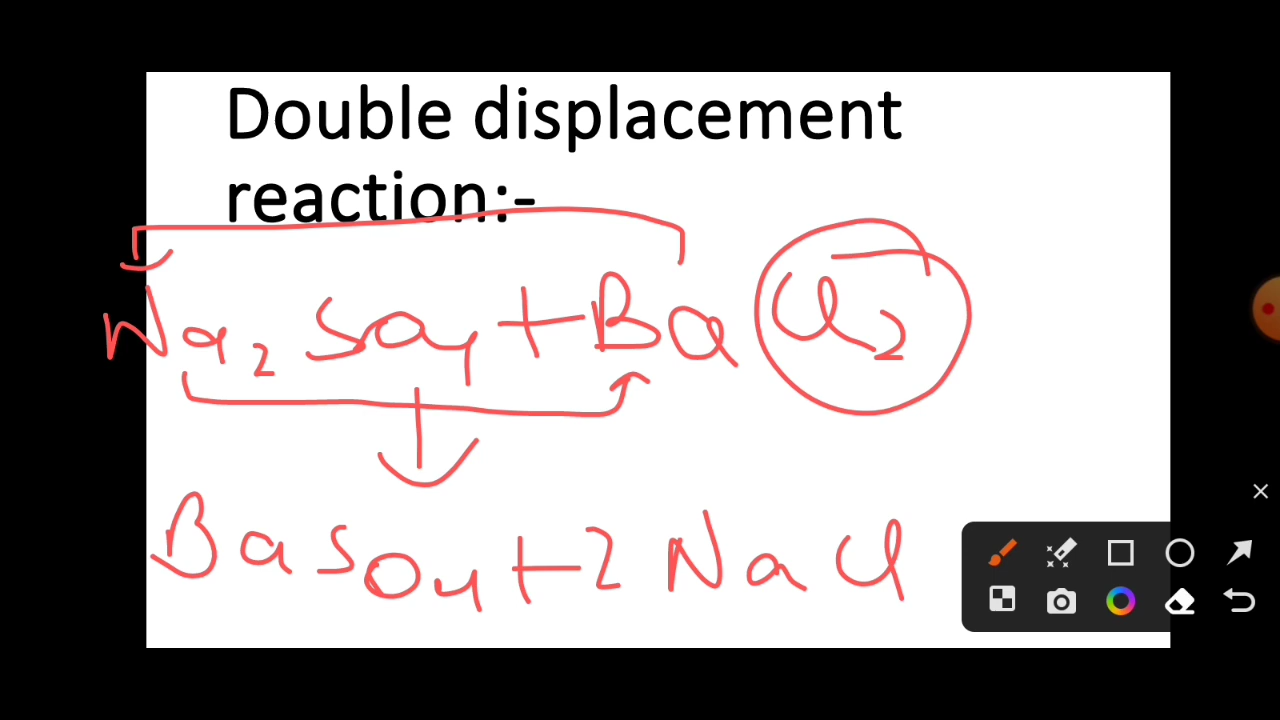 Double displacement
reaction:-
Na2SO4+BaCl2
BaSO4+2NaCl